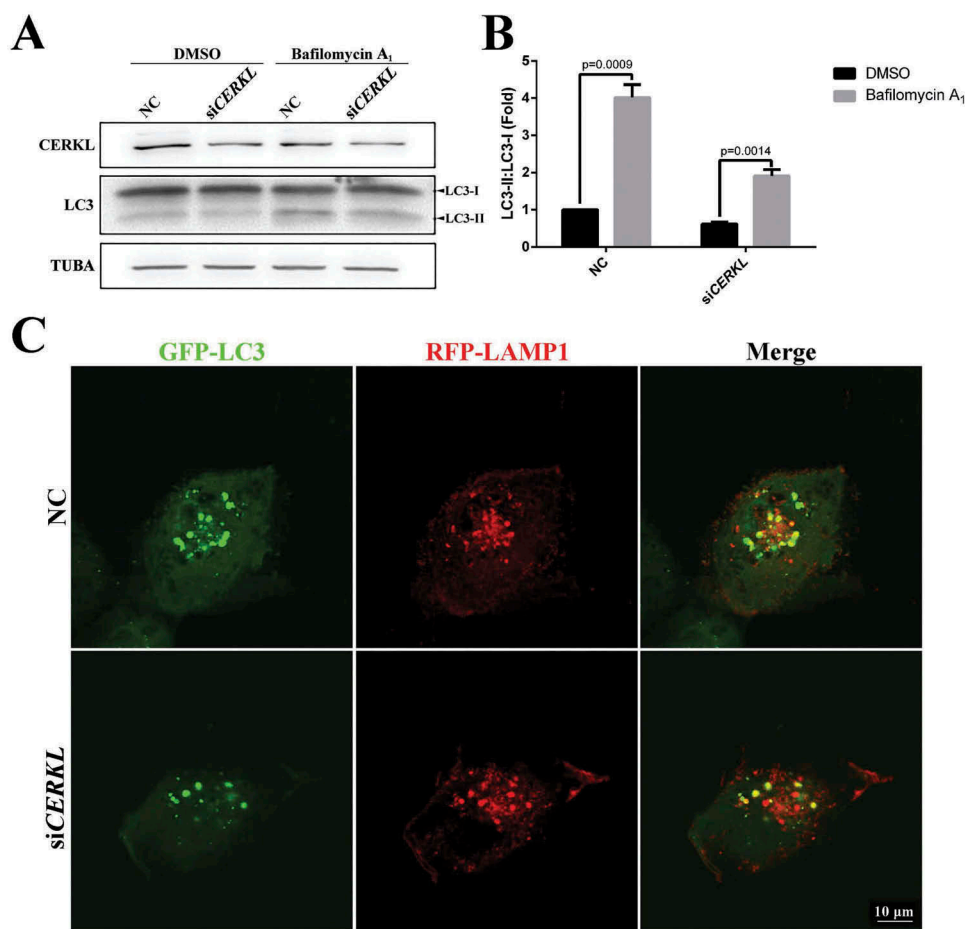 A
DMSO
Bafilomycin A₁
NC
siCERKL
NC
siCERKL
CERKL
LC3
LC3-I
LC3-II
TUBA
B
LC3-II:LC3-I (Fold)
5
4
3
2
1
0
p=0.0009
p=0.0014
NC
siCERKL
DMSO
Bafilomycin A₁
C
GFP-LC3
RFP-LAMP1
Merge
NC
siCERKL
10 μm